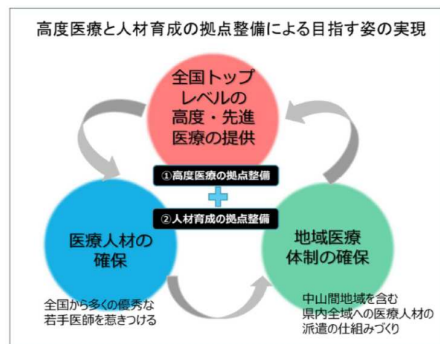 高度医療と人材育成の拠点整備による目指す姿の実現
全国トップ
レベルの
高度・先進
医療の提供
①高度医療の拠点整備
②人材育成の拠点整備
医療人材の
確保
全国から多くの優秀な
若手医師を惹きつける
地域医療
体制の確保
中山間地域を含む
県内全域への医療人材の
派遣の仕組みづくり